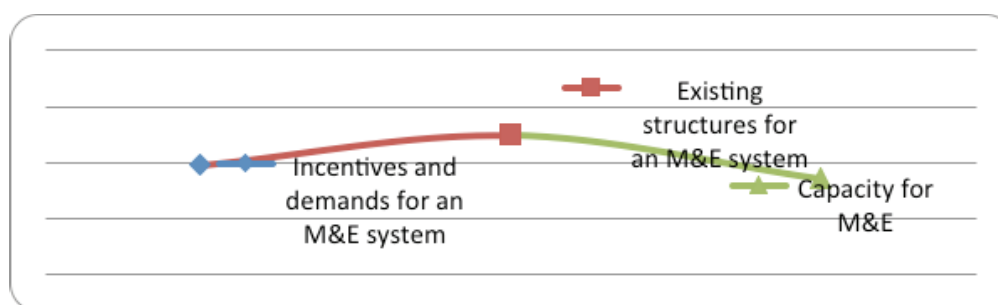 Incentives and
demands for an
M&E system
Existing
structures for
an M&E system
Capacity for
M&E